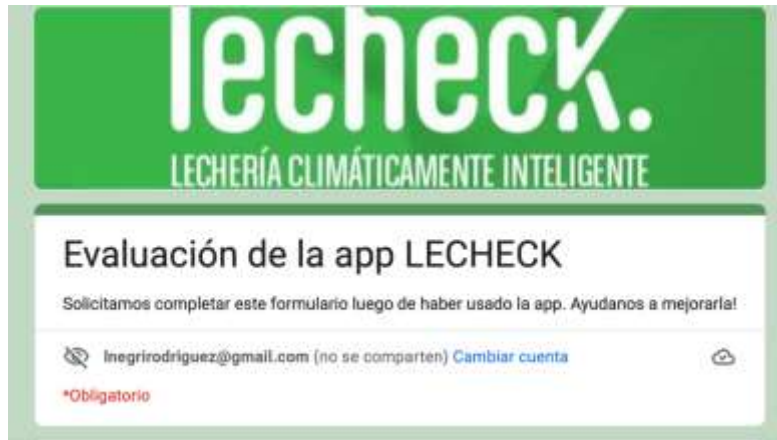 lecheck.
LECHERÍA CLIMÁTICAMENTE INTELIGENTE
Evaluación de la app LECHECK
Solicitamos completar este formulario luego de haber usado la app. Ayudanos a mejorarla!
lnegrirodriguez@gmail.com (no se comparten) Cambiar cuenta
*Obligatorio